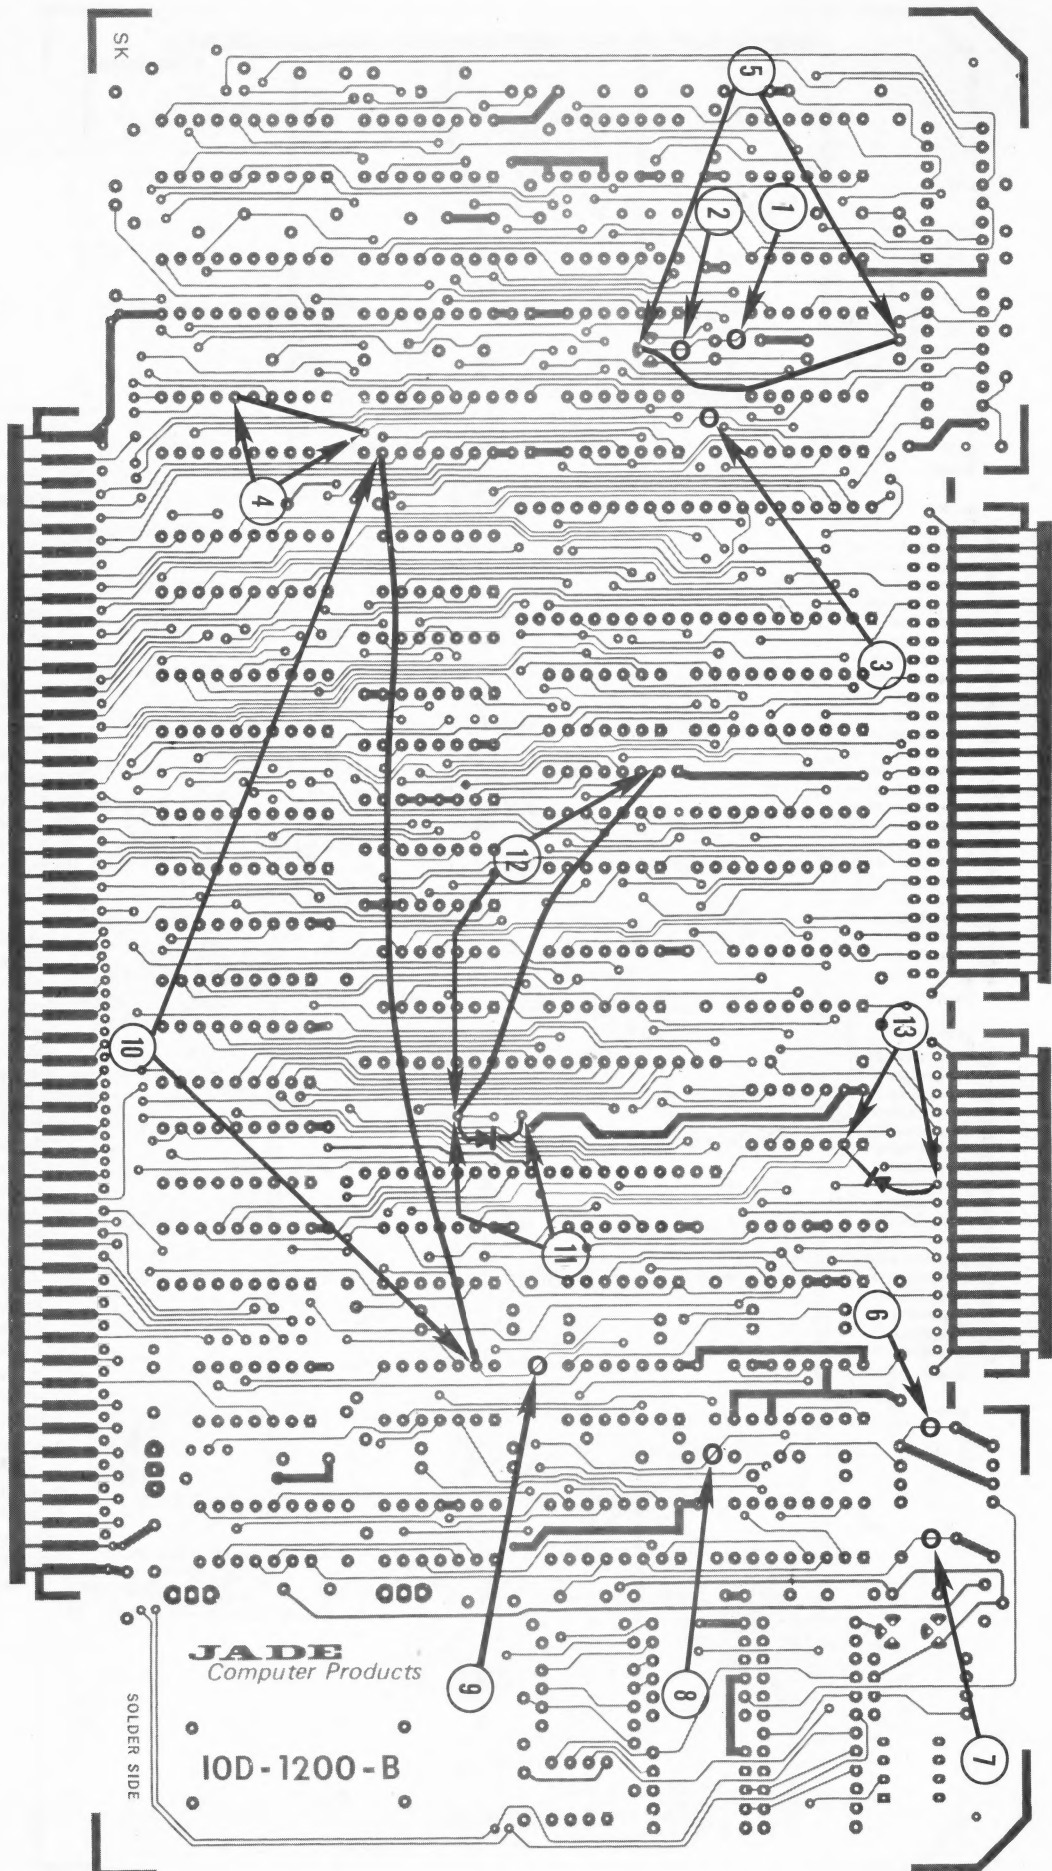 SK
5
2
1
4
3
12
13
10
11
6
9
8
7
JADE
Computer Products
IOD-1200-B
SOLDER SIDE